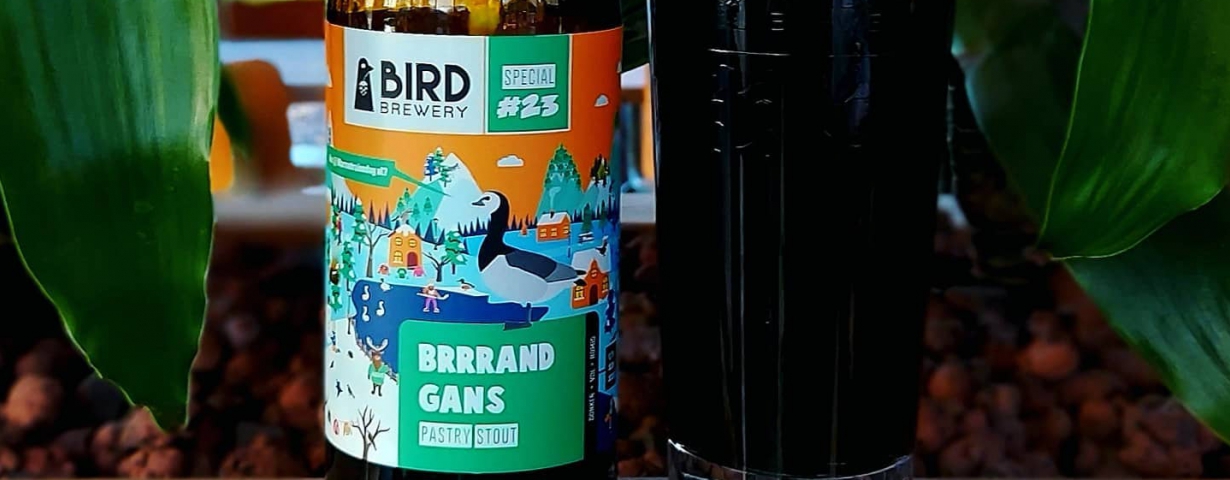 BIRD
BREWERY
SPECIAL
#23
BRRRAND
GANS
PASTRY STOUT